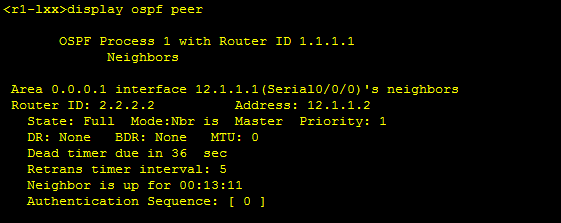 <r1-lxx>display ospf peer
OSPF Process 1 with Router ID 1.1.1.1
Neighbors
Area 0.0.0.1 interface 12.1.1.1(Serial0/0/0)'s neighbors
Router ID: 2.2.2.2 Address: 12.1.1.2
State: Full Mode:Nbr is Master Priority: 1
DR: None BDR: None MTU: 0
Dead timer due in 36 sec
Retrans timer interval: 5
Neighbor is up for 00:13:11
Authentication Sequence: [ 0 ]